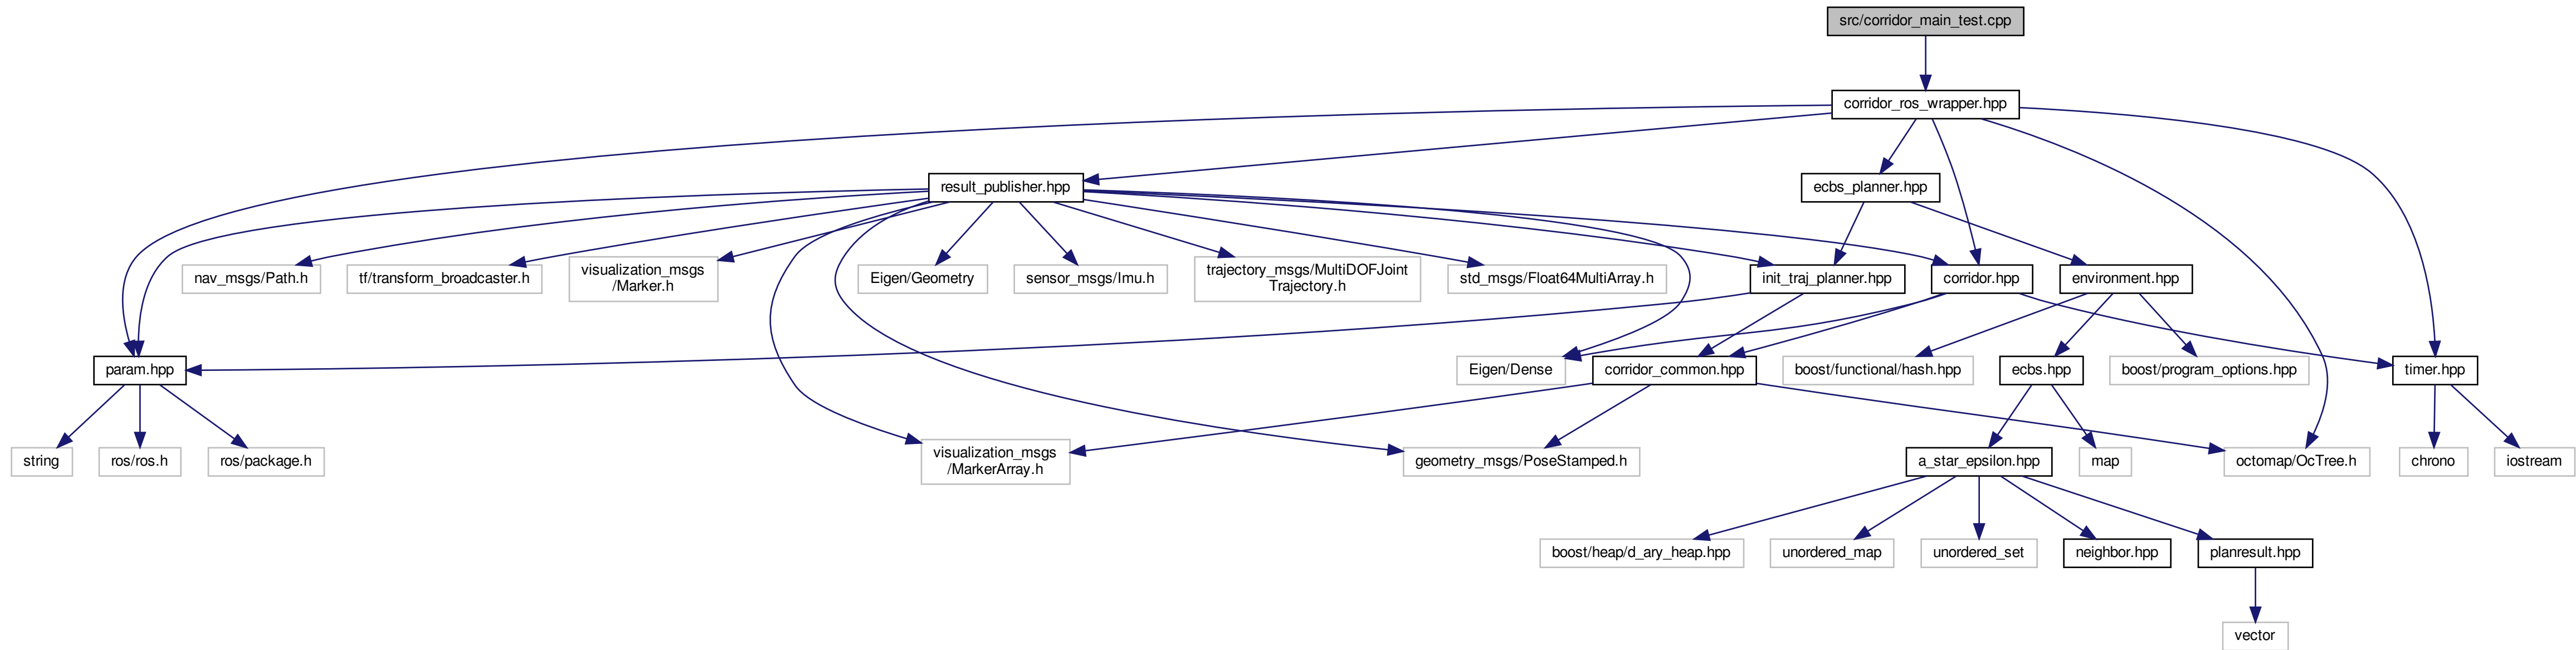 src/corridor_main_test.cpp
corridor_ros_wrapper.hpp
result_publisher.hpp
ecbs_planner.hpp
nav_msgs/Path.h
tf/transform_broadcaster.h
visualization_msgs
/Marker.h
Eigen/Geometry
sensor_msgs/Imu.h
trajectory_msgs/MultiDOFJoint
Trajectory.h
std_msgs/Float64MultiArray.h
init_traj_planner.hpp
corridor.hpp
environment.hpp
param.hpp
Eigen/Dense
corridor_common.hpp
boost/functional/hash.hpp
ecbs.hpp
boost/program_options.hpp
timer.hpp
string
ros/ros.h
ros/package.h
visualization_msgs
/MarkerArray.h
geometry_msgs/PoseStamped.h
a_star_epsilon.hpp
map
octomap/OcTree.h
chrono
iostream
boost/heap/d_ary_heap.hpp
unordered_map
unordered_set
neighbor.hpp
planresult.hpp
vector